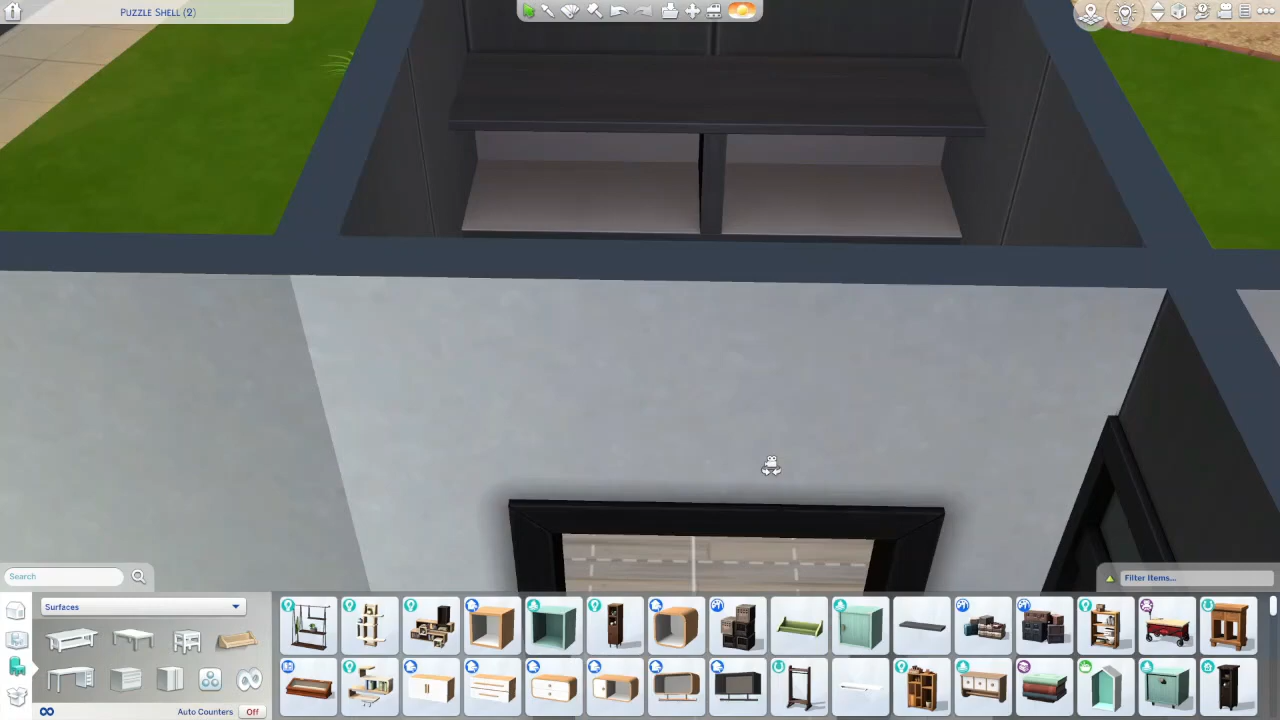 PUZZLE SHELL (2)
Search
Filter Items...
Surfaces
Auto Counters Off